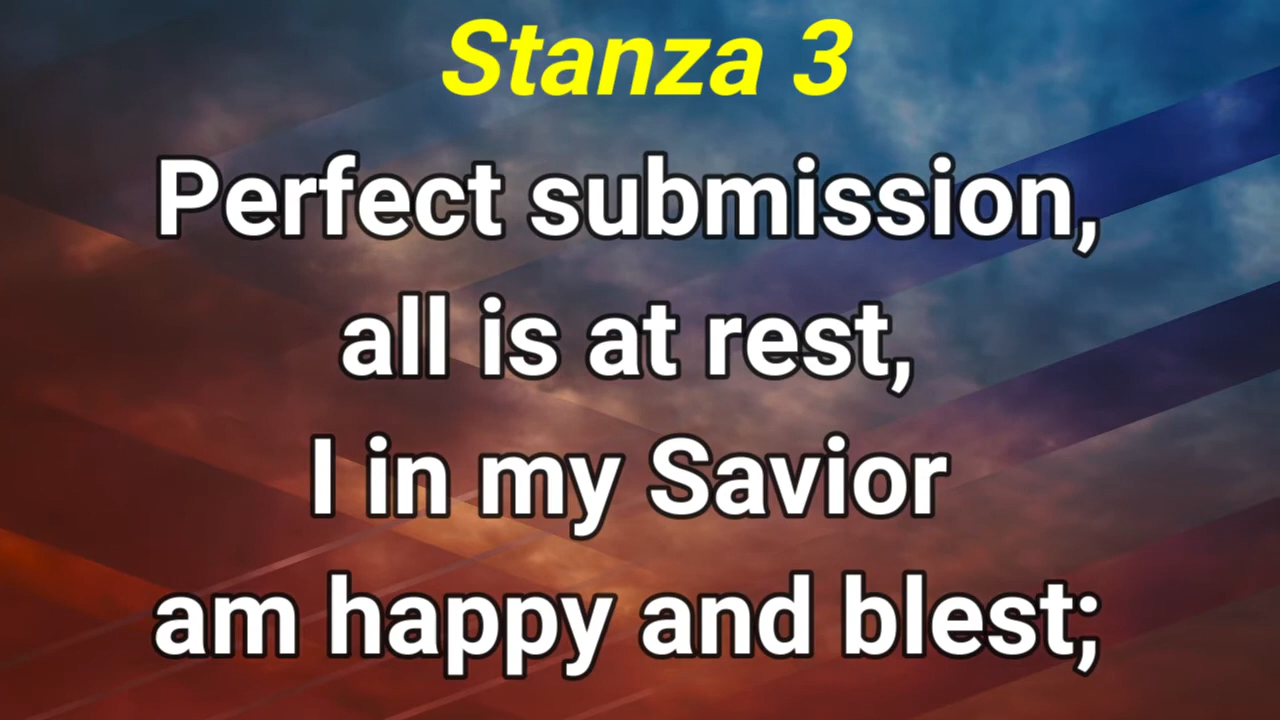 Stanza 3
Perfect submission,
all is at rest,
I in my Savior
am happy and blest;